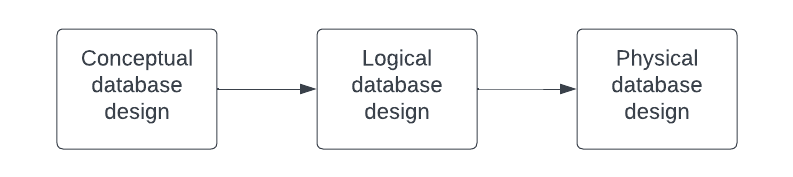 Conceptual
database
design
Logical
database
design
Physical
database
design